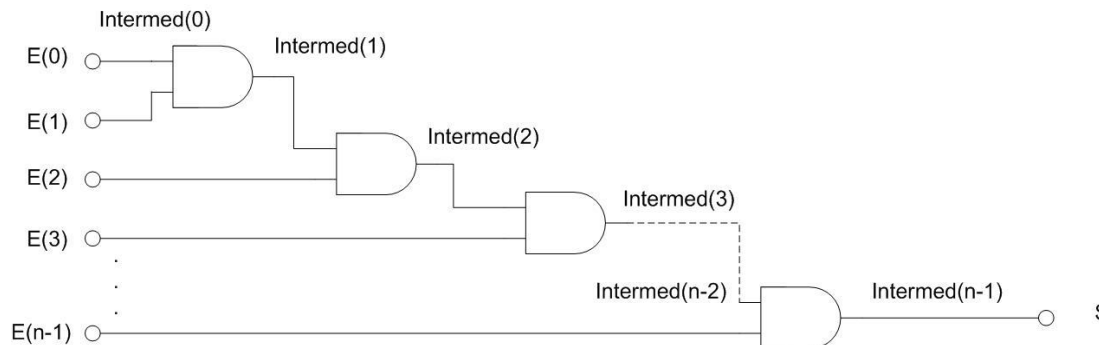 Intermed(0)
E(0)
Intermed(1)
E(1)
Intermed(2)
E(2)
Intermed(3)
E(3)
.
.
.
.
Intermed(n-2)
Intermed(n-1)
E(n-1)